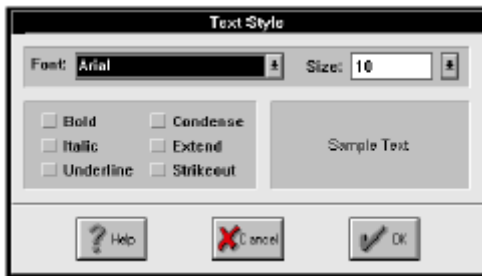 Text Style
Font: Arial Size: 10
Bold Condense
Italic Extend
Underline Strikeout
Sample Text
Help Cancel OK